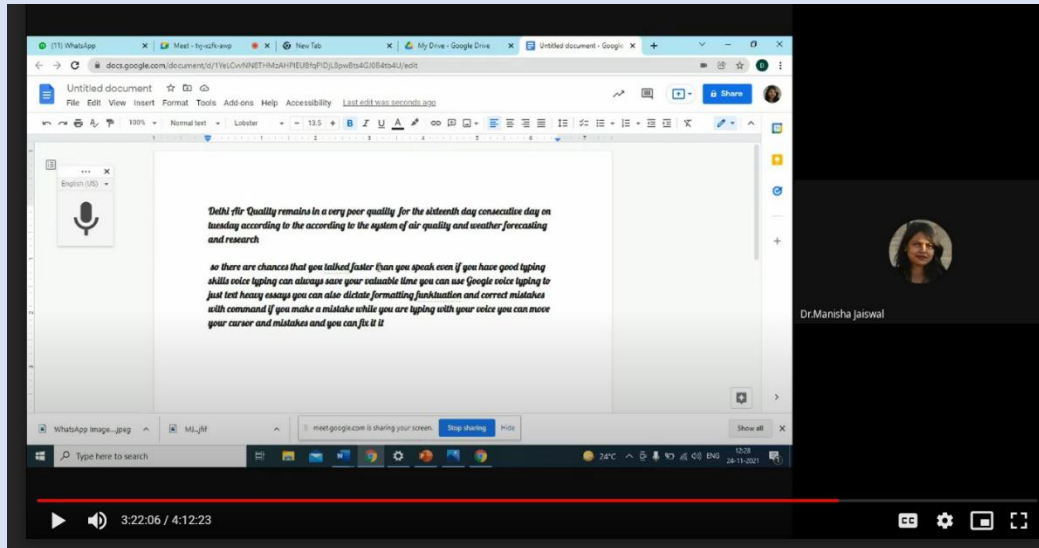 (11) WhatsApp
Meet - hg-xzfk-awp
New Tab
My Drive - Google Drive
Untitled document - Google
Untitled document
File Edit View Insert Format Tools Add-ons Help Accessibility Last edit was seconds ago
Share
100% Normal text Lobster - 13.5 + B I U A
English (US)
Delhi Air Quality remains in a very poor quality for the sixteenth day consecutive day on
tuesday according to the according to the system of air quality and weather forecasting
and research
so there are chances that you talked faster than you speak even if you have good typing
skills voice typing can always save your valuable time you can use Google voice typing to
just text heavy essays you can also dictate formatting funktuation and correct mistakes
with command if you make a mistake while you are typing with your voice you can move
your cursor and mistakes and you can fix it it
Dr.Manisha Jaiswal
WhatsApp Image....jpeg
MJ..jfif
meet.google.com is sharing your screen.
Stop sharing
Hide
Show all
Type here to search
24°C
ENG
12:28
24-11-2021
3:22:06 / 4:12:23
CC